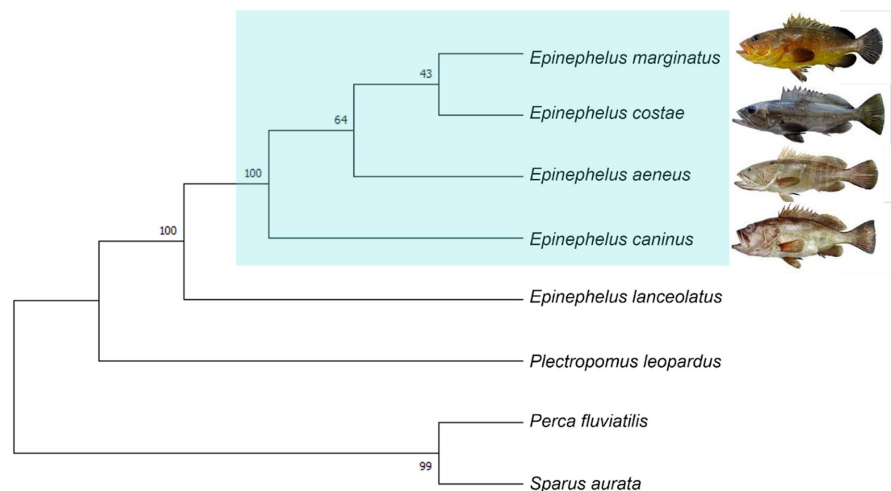 43
Epinephelus marginatus
Epinephelus costae
64
Epinephelus aeneus
100
Epinephelus caninus
100
Epinephelus lanceolatus
Plectropomus leopardus
Perca fluviatilis
99
Sparus aurata